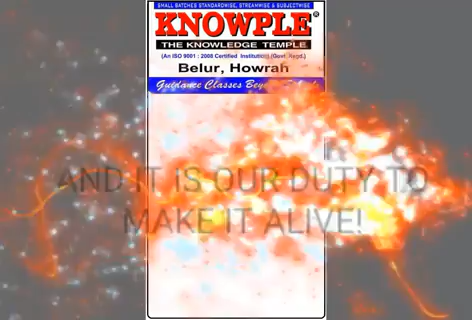 SMALL BATCHES STANDARDWISE, STREAMWISE & SUBJECTWISE
KNOWPLE®
THE KNOWLEDGE TEMPLE
(An ISO 9001 : 2008 Certified Institution) (Govt. Regd.)
Belur, Howrah
Guidance Classes
AND IT IS OUR DUTY TO
MAKE IT ALIVE!